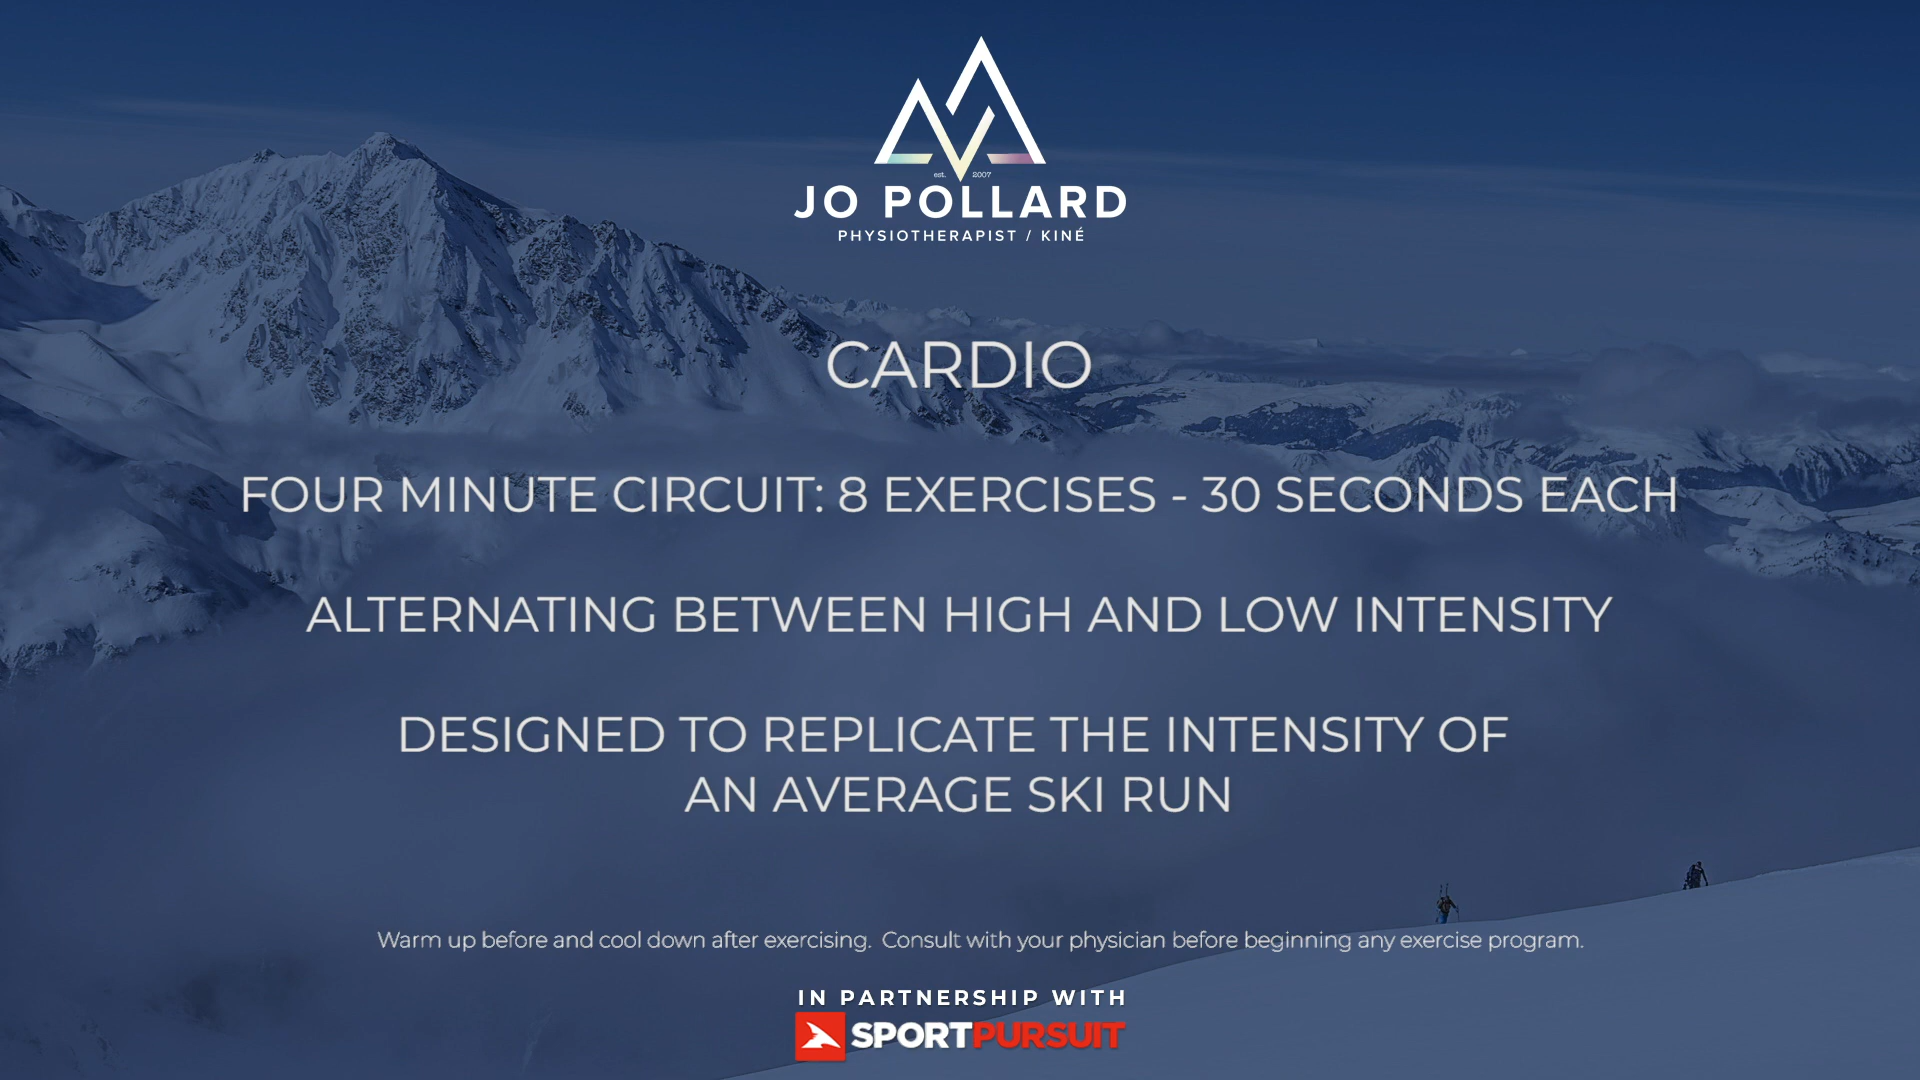 est. 2007
JO POLLARD
PHYSIOTHERAPIST / KINÉ
CARDIO
FOUR MINUTE CIRCUIT: 8 EXERCISES - 30 SECONDS EACH
ALTERNATING BETWEEN HIGH AND LOW INTENSITY
DESIGNED TO REPLICATE THE INTENSITY OF
AN AVERAGE SKI RUN
Warm up before and cool down after exercising. Consult with your physician before beginning any exercise program.
IN PARTNERSHIP WITH
SPORTPURSUIT